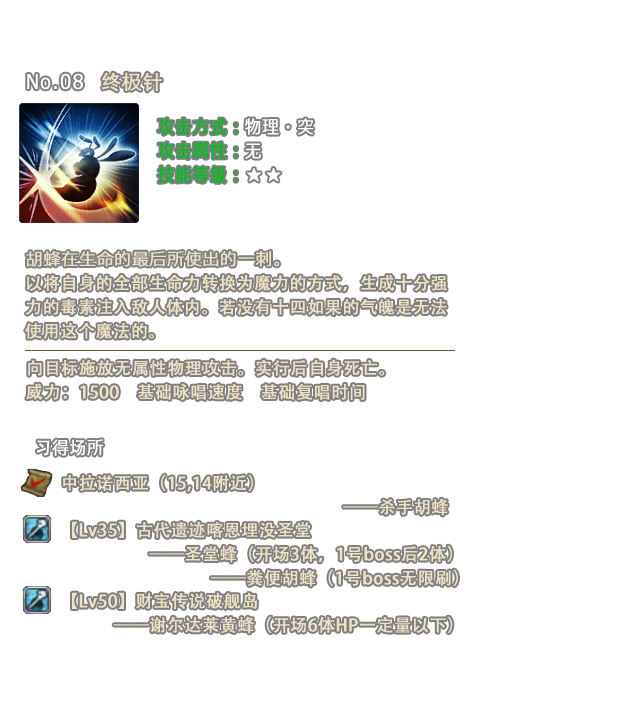 No.08 终极针
攻击方式：物理·突
攻击属性：无
技能等级：☆☆
胡蜂在生命的最后所使出的一刺。
以将自身的全部生命力转换为魔力的方式，生成十分强
力的毒素注入敌人体内。若没有十四如果的气魄是无法
使用这个魔法的。
向目标施放无属性物理攻击。实行后自身死亡。
威力：1500 基础咏唱速度 基础复唱时间
习得场所
中拉诺西亚（15,14附近）
——杀手胡蜂
【Lv35】古代遗迹喀恩埋没圣堂
——圣堂蜂（开场3体，1号boss后2体）
——粪便胡蜂（1号boss无限刷）
【Lv50】财宝传说破舰岛
——谢尔达莱黄蜂（开场6体HP一定量以下）